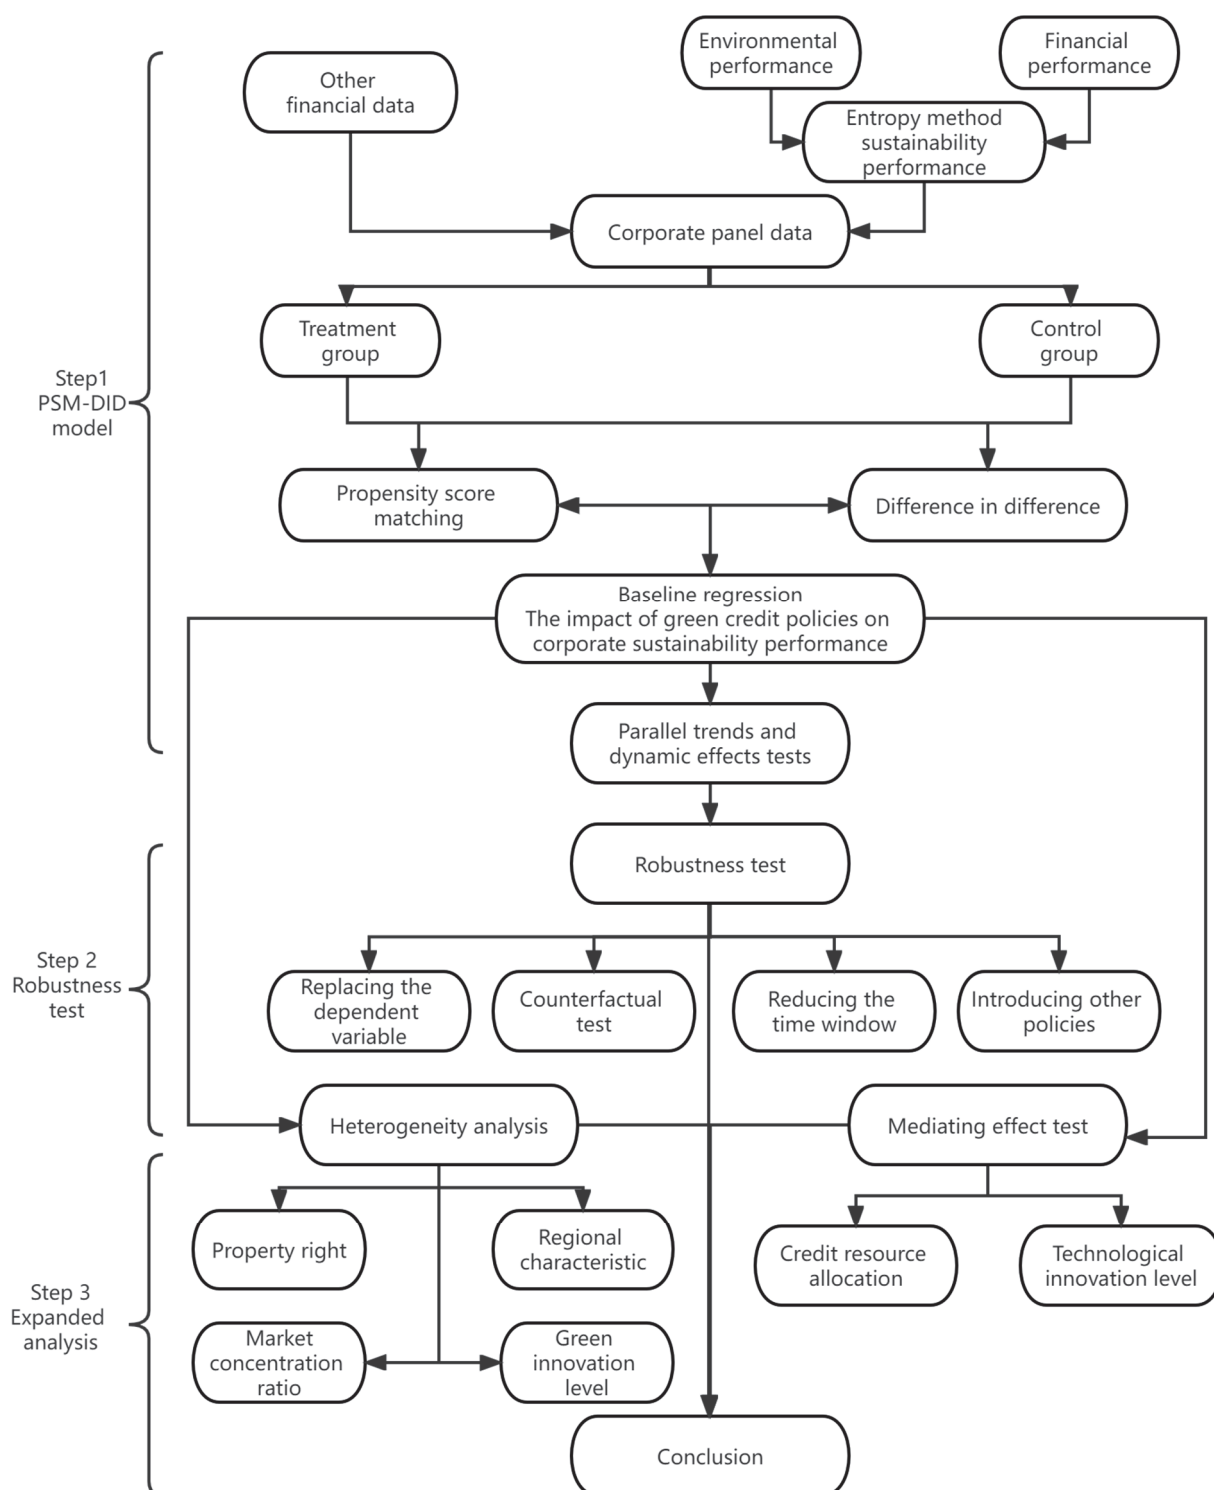 Environmental
performance
Financial
performance
Other
financial data
Entropy method
sustainability
performance
Corporate panel data
Treatment
group
Control
group
Step1
PSM-DID
model
Propensity score
matching
Difference in difference
Baseline regression
The impact of green credit policies on
corporate sustainability performance
Parallel trends and
dynamic effects tests
Robustness test
Step 2
Robustness
test
Replacing the
dependent
variable
Counterfactual
test
Reducing the
time window
Introducing other
policies
Heterogeneity analysis
Mediating effect test
Property right
Regional
characteristic
Credit resource
allocation
Technological
innovation level
Step 3
Expanded
analysis
Market
concentration
ratio
Green
innovation
level
Conclusion